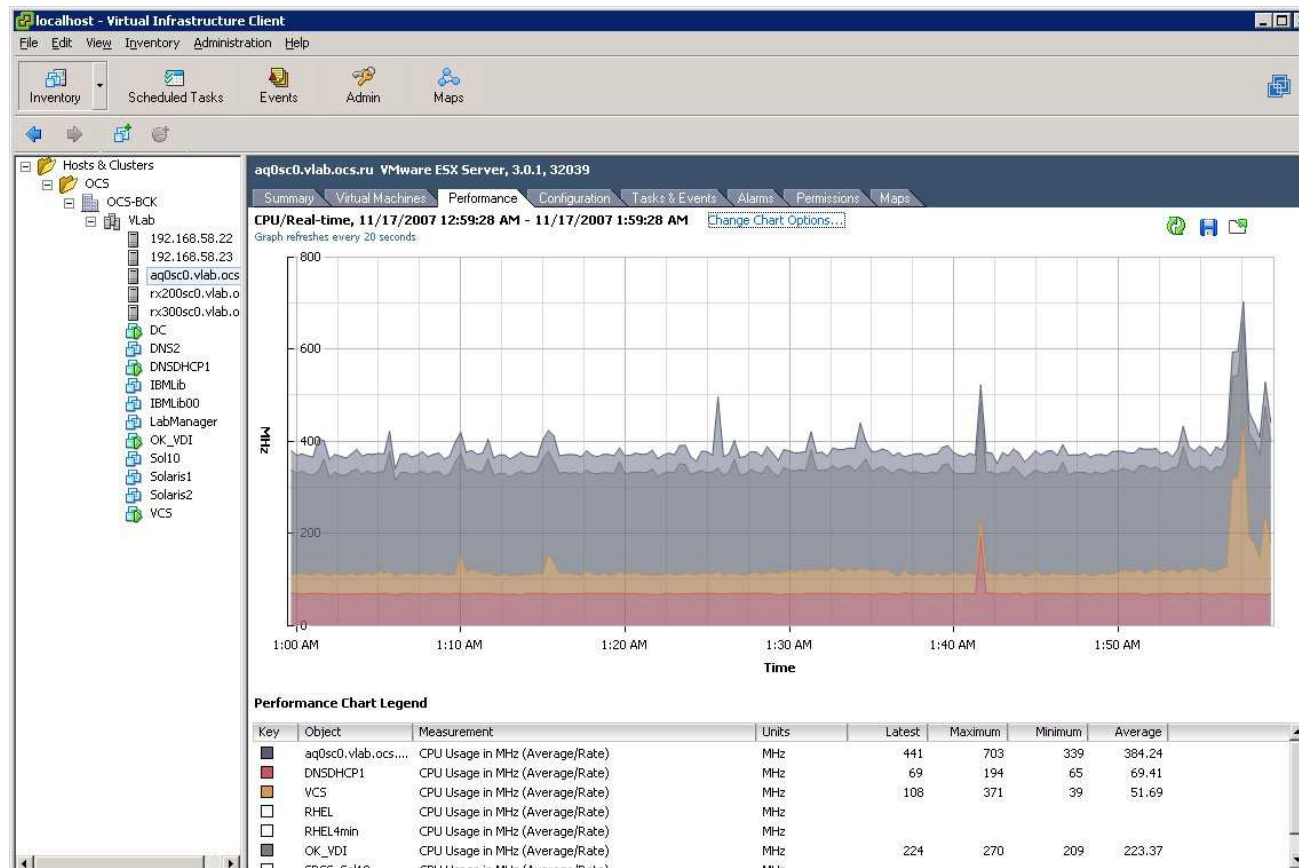 localhost - Virtual Infrastructure Client
File Edit View Inventory Administration Help
Inventory Scheduled Tasks Events Admin Maps
Hosts & Clusters
OCS
OCS-BCK
VLab
192.168.58.22
192.168.58.23
aq0sc0.vlab.ocs
rx200sc0.vlab.o
rx300sc0.vlab.o
DC
DNS2
DNSDHCP1
IBMLib
IBMLib00
LabManager
OK_VDI
Sol10
Solaris1
Solaris2
VCS
aq0sc0.vlab.ocs.ru VMware ESX Server, 3.0.1, 32039
Summary Virtual Machines Performance Configuration Tasks & Events Alarms Permissions Maps
CPU/Real-time, 11/17/2007 12:59:28 AM - 11/17/2007 1:59:28 AM Change Chart Options...
Graph refreshes every 20 seconds
800
600
400
200
0
MHz
1:00 AM 1:10 AM 1:20 AM 1:30 AM 1:40 AM 1:50 AM
Time
Performance Chart Legend
Key Object Measurement Units Latest Maximum Minimum Average
aq0sc0.vlab.ocs.... CPU Usage in MHz (Average/Rate) MHz 441 703 339 384.24
DNSDHCP1 CPU Usage in MHz (Average/Rate) MHz 69 194 65 69.41
VCS CPU Usage in MHz (Average/Rate) MHz 108 371 39 51.69
RHEL CPU Usage in MHz (Average/Rate) MHz
RHEL4min CPU Usage in MHz (Average/Rate) MHz
OK_VDI CPU Usage in MHz (Average/Rate) MHz 224 270 209 223.37
CPU Usage in MHz (Average/Rate) MHz